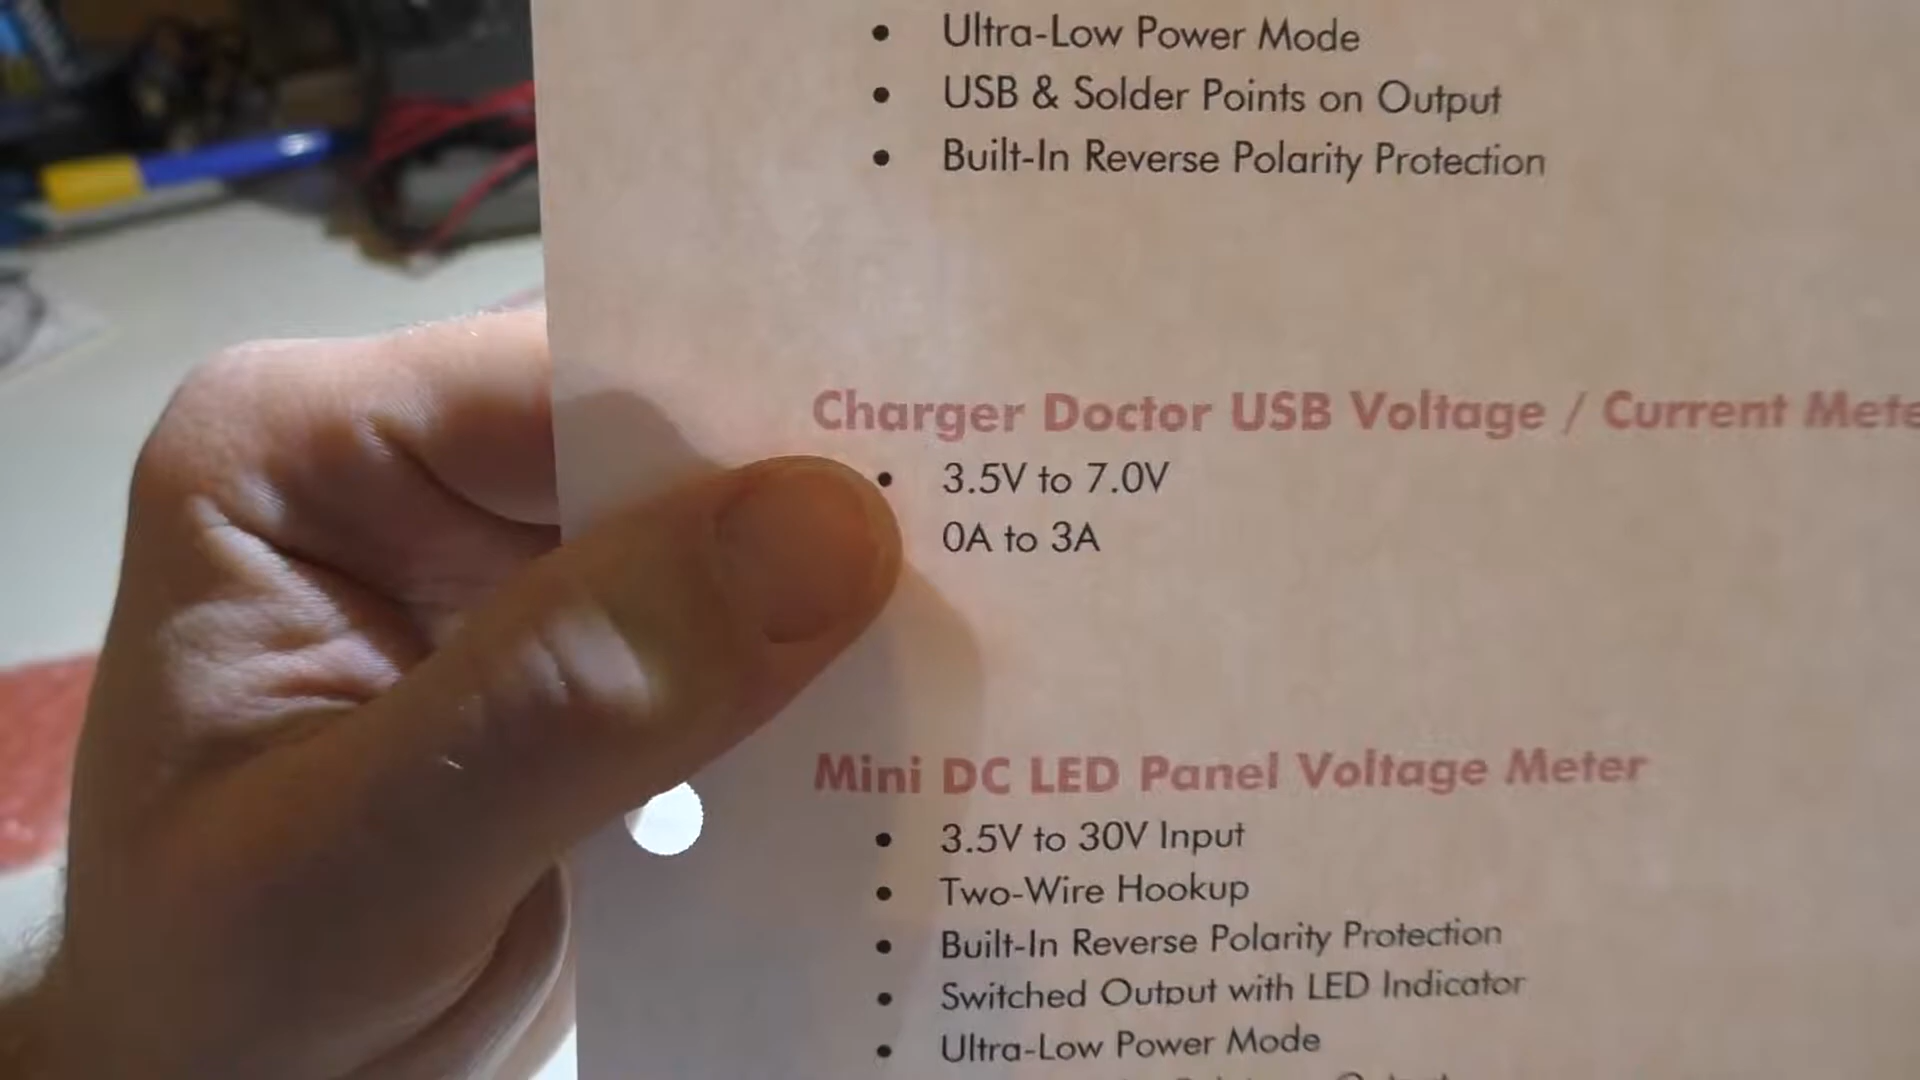 • Ultra-Low Power Mode
• USB & Solder Points on Output
• Built-In Reverse Polarity Protection
Charger Doctor USB Voltage / Current
• 3.5V to 7.0V
0A to 3A
Mini DC LED Panel Voltage Meter
• 3.5V to 30V Input
• Two-Wire Hookup
• Built-In Reverse Polarity Protection
• Switched Output with LED Indicator
• Ultra-Low Power Mode